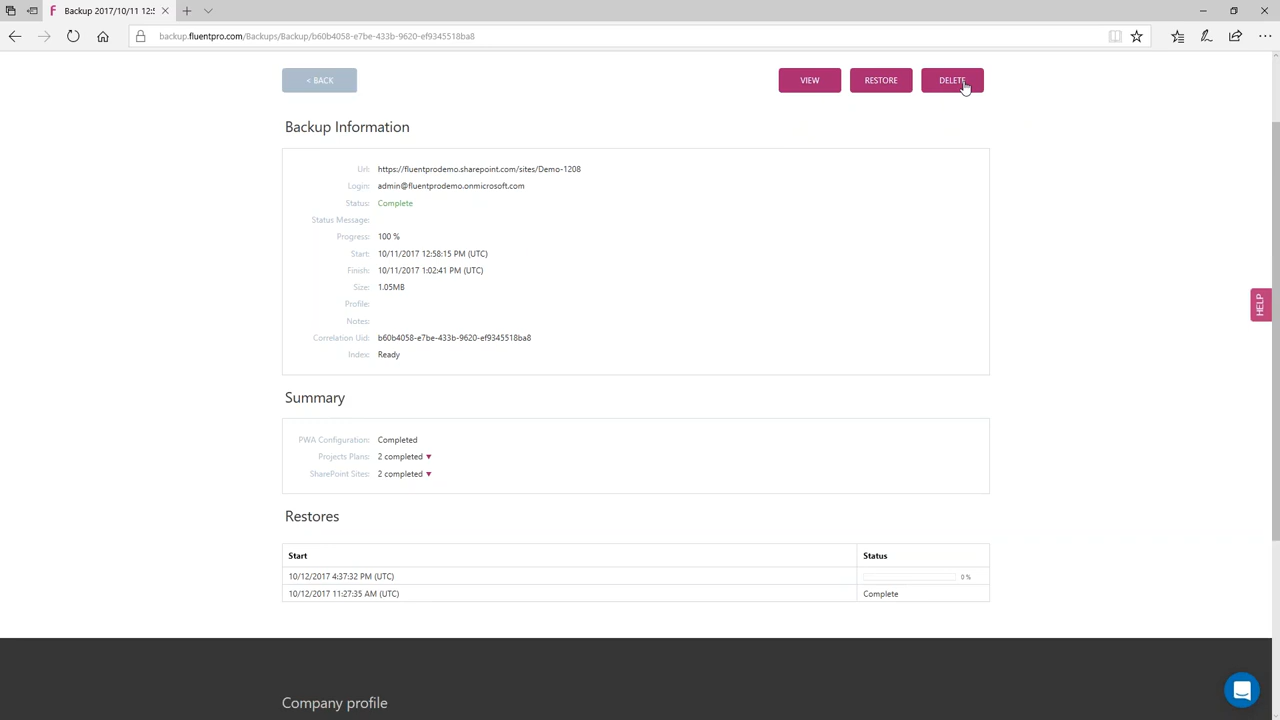 Backup 2017/10/11 12:5
backup.fluentpro.com/Backups/Backup/b60b4058-e7be-433b-9620-ef9345518ba8
< BACK
VIEW
RESTORE
DELETE
Backup Information
Url: https://fluentprodemo.sharepoint.com/sites/Demo-1208
Login: admin@fluentprodemo.onmicrosoft.com
Status: Complete
Status Message:
Progress: 100 %
Start: 10/11/2017 12:58:15 PM (UTC)
Finish: 10/11/2017 1:02:41 PM (UTC)
Size: 1.05MB
Profile:
Notes:
Correlation Uid: b60b4058-e7be-433b-9620-ef9345518ba8
Index: Ready
HELP
Summary
PWA Configuration: Completed
Projects Plans: 2 completed
SharePoint Sites: 2 completed
Restores
Start Status
10/12/2017 4:37:32 PM (UTC) 0 %
10/12/2017 11:27:35 AM (UTC) Complete
Company profile